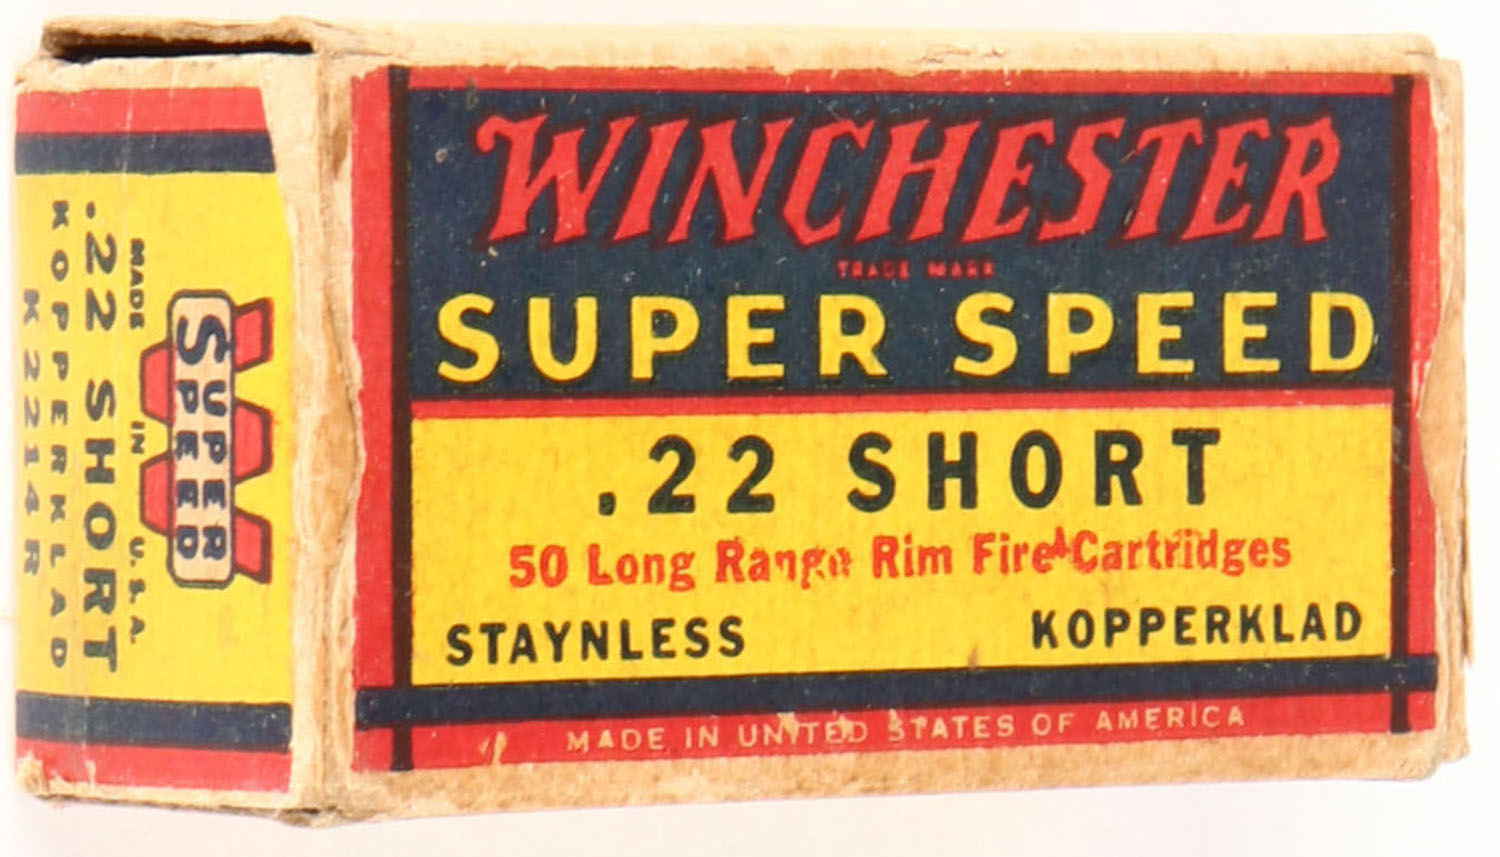 WINCHESTER
TRADE MARK
SUPER SPEED
.22 SHORT
50 Long Range Rim Fire Cartridges
STAYNLESS KOPPERKLAD
MADE IN UNITED STATES OF AMERICA
SUPER
SPEED
MADE IN U.S.A.
.22 SHORT
KOPPERKLAD
K2214R